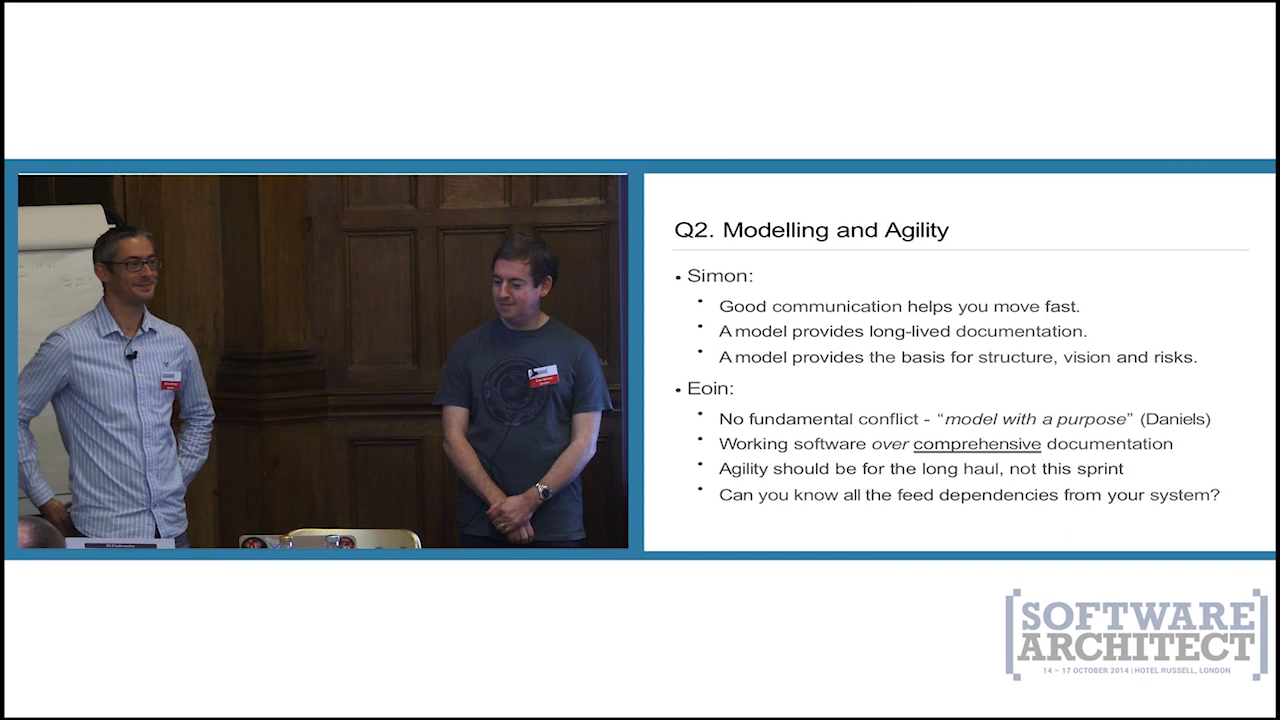 Q2. Modelling and Agility
• Simon:
• Good communication helps you move fast.
• A model provides long-lived documentation.
• A model provides the basis for structure, vision and risks.
• Eoin:
• No fundamental conflict - “model with a purpose” (Daniels)
• Working software over comprehensive documentation
• Agility should be for the long haul, not this sprint
• Can you know all the feed dependencies from your system?
[SOFTWARE
ARCHITECT]
14 – 17 OCTOBER 2014 | HOTEL RUSSELL, LONDON